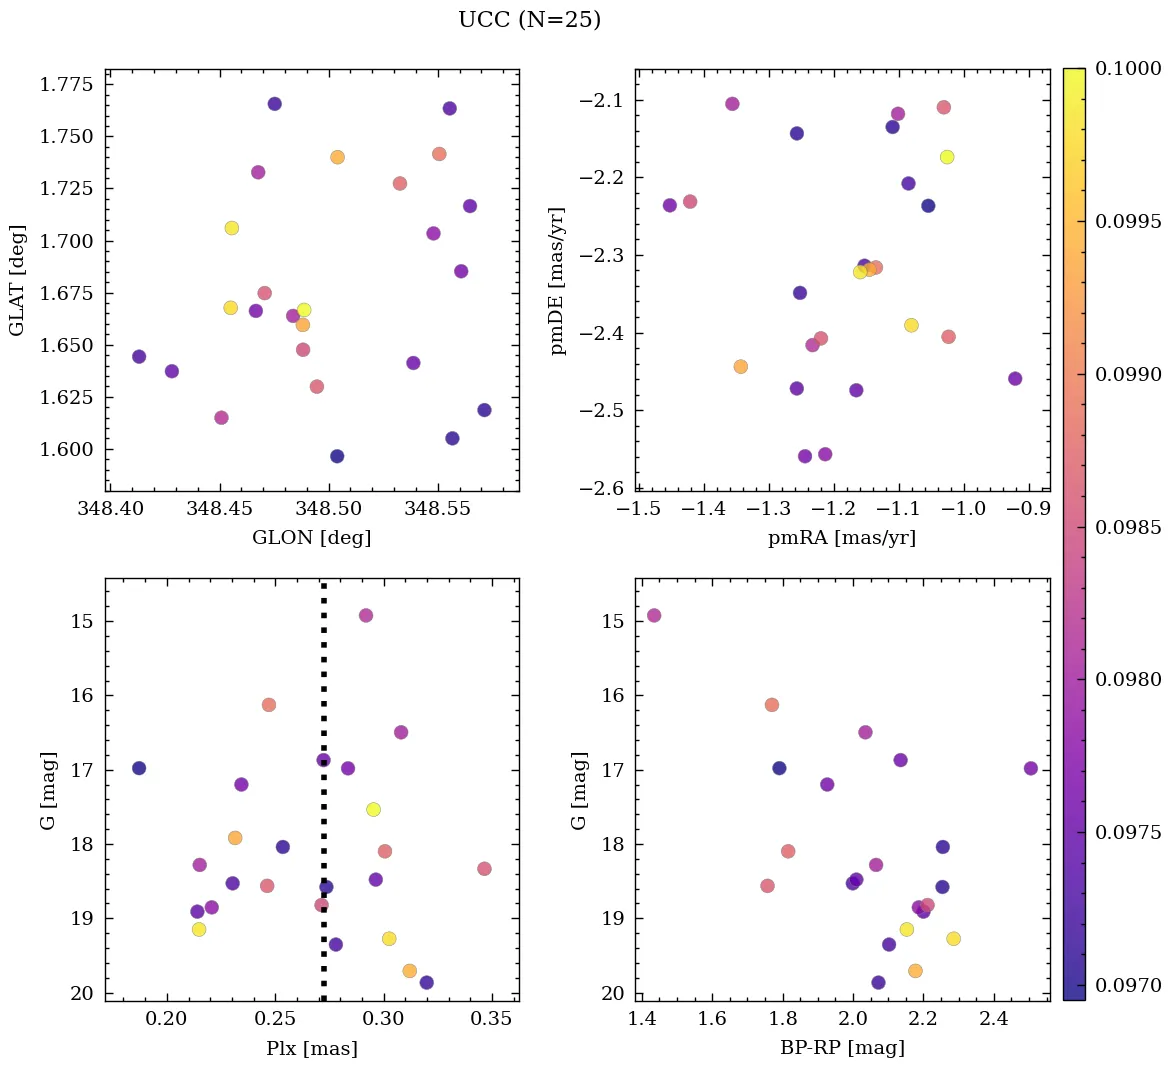 UCC (N=25)
1.775
1.750
1.725
1.700
1.675
1.650
1.625
1.600
GLAT [deg]
348.40 348.45 348.50 348.55
GLON [deg]
−2.1
−2.2
−2.3
−2.4
−2.5
−2.6
pmDE [mas/yr]
−1.5 −1.4 −1.3 −1.2 −1.1 −1.0 −0.9
pmRA [mas/yr]
15
16
17
18
19
20
G [mag]
0.20 0.25 0.30 0.35
Plx [mas]
15
16
17
18
19
20
G [mag]
1.4 1.6 1.8 2.0 2.2 2.4
BP-RP [mag]
0.1000
0.0995
0.0990
0.0985
0.0980
0.0975
0.0970